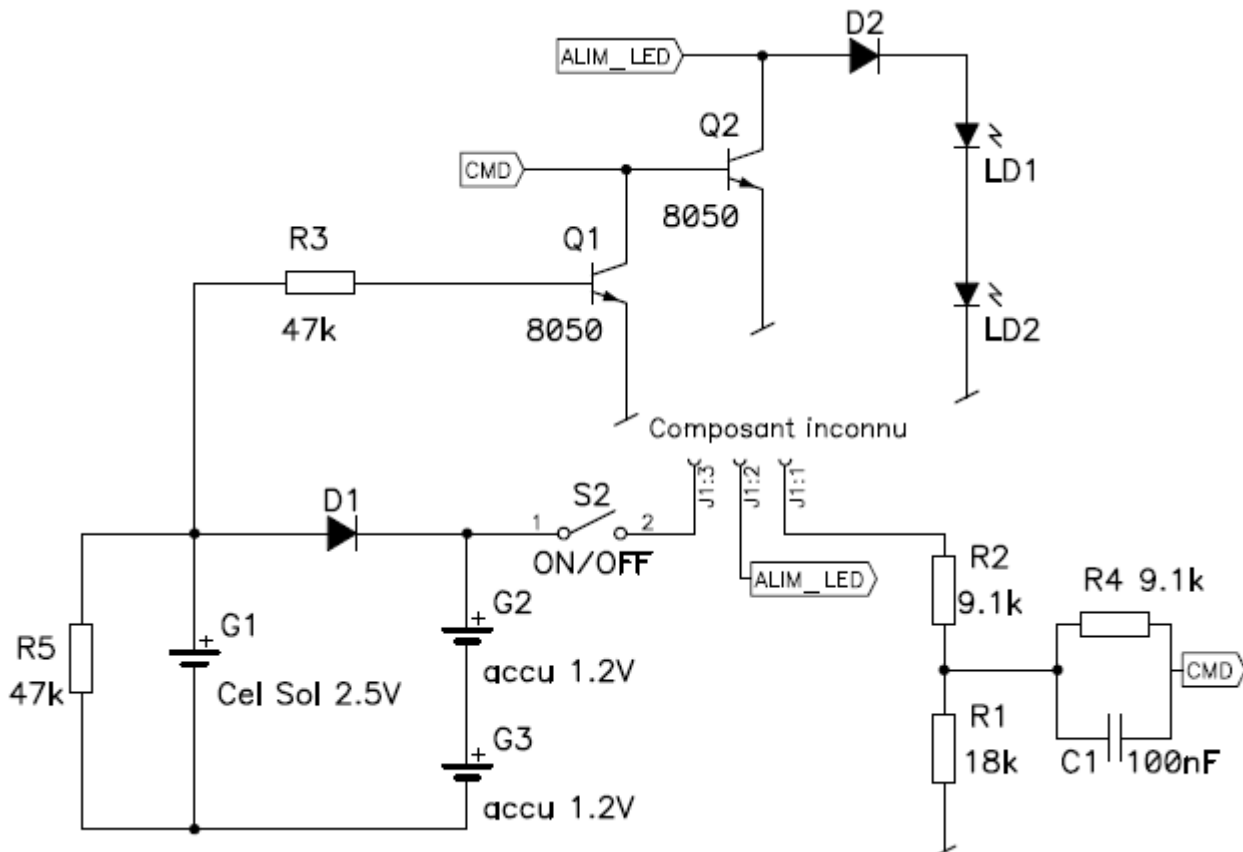 D2
ALIM_LED
Q2
LD1
CMD
8050
R3
Q1
47k
8050
LD2
Composant inconnu
J1:3
J1:2
J1:1
D1
S2
1
2
ON/OFF
R2
9.1k
R4 9.1k
ALIM_LED
G2
R5
47k
G1
+
+
accu 1.2V
CMD
Cel Sol 2.5V
G3
+
R1
18k
C1
100nF
accu 1.2V